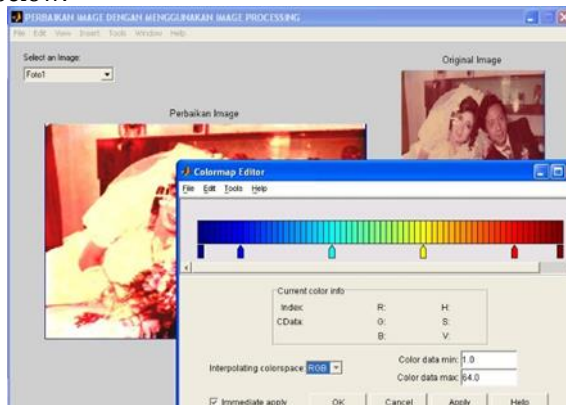 PERBAIKAN IMAGE DENGAN MENGGUNAKAN IMAGE PROCESSING
File Edit View Insert Tools Window Help
Select an Image:
Foto1
Original Image
Perbaikan Image
Colormap Editor
File Edit Tools Help
Current color info
Index: R: H:
CData: G: S:
B: V:
Interpolating colorspace: RGB
Color data min: 1.0
Color data max: 64.0
Immediate apply OK Cancel Apply Help